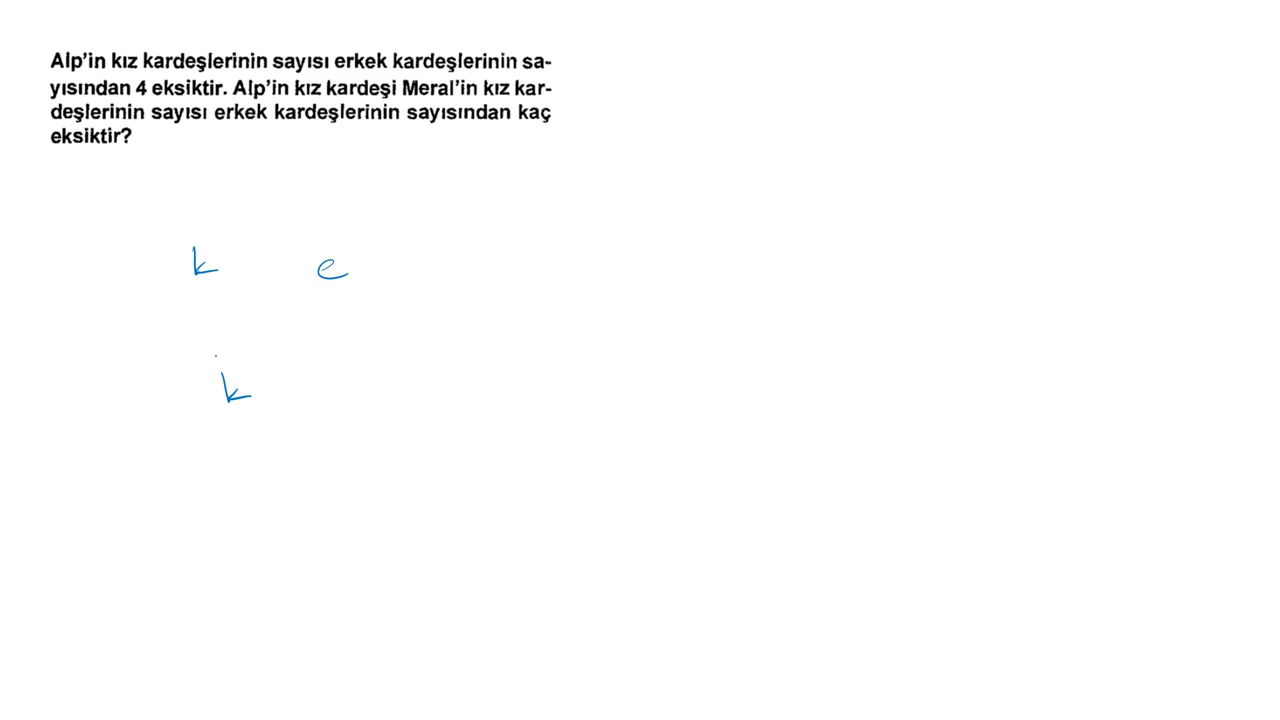 Alp'in kız kardeşlerinin sayısı erkek kardeşlerinin sa-
yısından 4 eksiktir. Alp'in kız kardeşi Meral'in kız kar-
deşlerinin sayısı erkek kardeşlerinin sayısından kaç
eksiktir?
k e
k